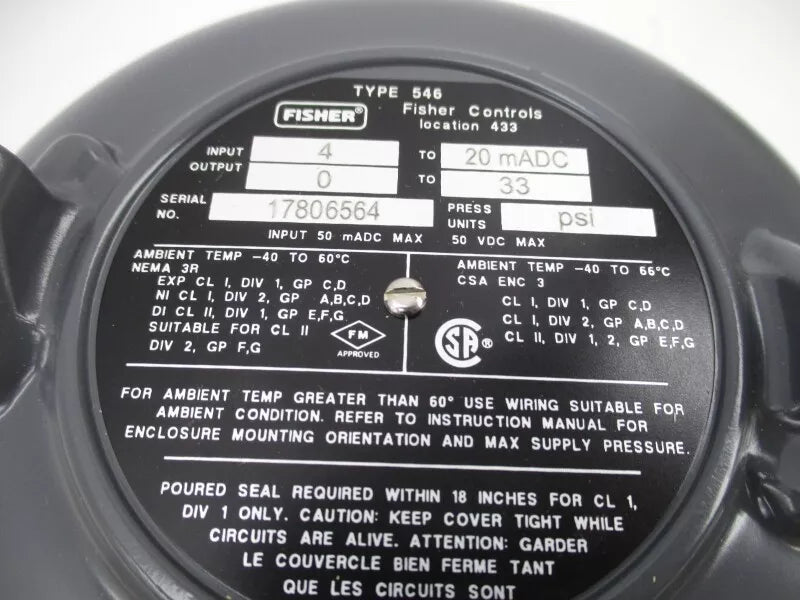 TYPE 546
FISHER® Fisher Controls
location 433
INPUT 4 TO 20 mADC
OUTPUT 0 TO 33
SERIAL NO. 17806564 PRESS UNITS psi
INPUT 50 mADC MAX 50 VDC MAX
AMBIENT TEMP -40 TO 60°C
NEMA 3R
EXP CL I, DIV 1, GP C,D
NI CL I, DIV 2, GP A,B,C,D
DI CL II, DIV 1, GP E,F,G
SUITABLE FOR CL II
DIV 2, GP F,G
FM
APPROVED
AMBIENT TEMP -40 TO 66°C
CSA ENC 3
CL I, DIV 1, GP C,D
CL I, DIV 2, GP A,B,C,D
CL II, DIV 1, 2, GP E,F,G
SA®
FOR AMBIENT TEMP GREATER THAN 60° USE WIRING SUITABLE FOR
AMBIENT CONDITION. REFER TO INSTRUCTION MANUAL FOR
ENCLOSURE MOUNTING ORIENTATION AND MAX SUPPLY PRESSURE.
POURED SEAL REQUIRED WITHIN 18 INCHES FOR CL 1,
DIV 1 ONLY. CAUTION: KEEP COVER TIGHT WHILE
CIRCUITS ARE ALIVE. ATTENTION: GARDER
LE COUVERCLE BIEN FERME TANT
QUE LES CIRCUITS SONT